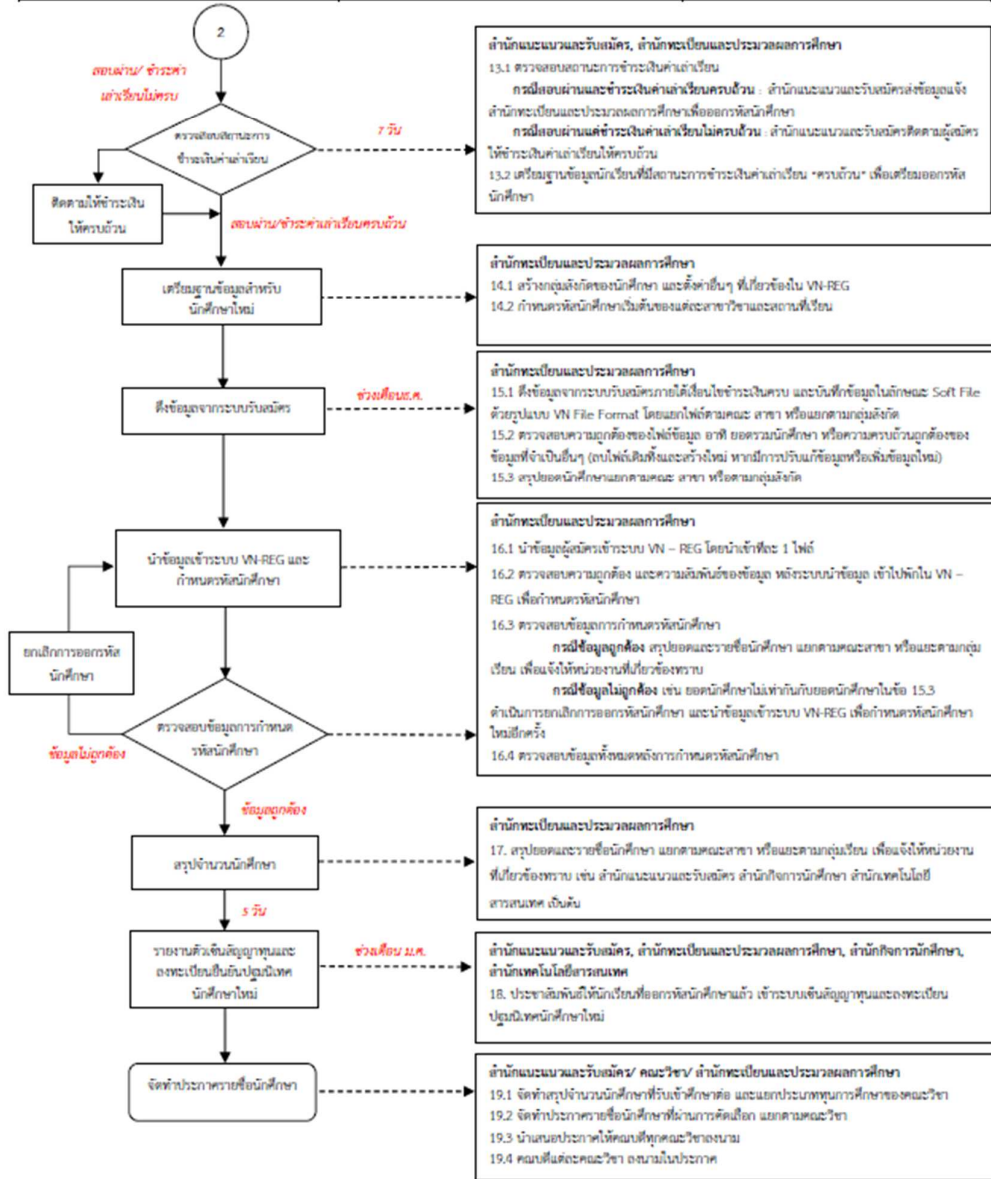 2
สอบผ่าน/ ชำระค่า
เล่าเรียนไม่ครบ
ตรวจสอบสถานะการ
ชำระเงินค่าเล่าเรียน
7 วัน
ติดตามให้ชำระเงิน
ให้ครบถ้วน
สอบผ่าน/ชำระค่าเล่าเรียนครบถ้วน
สำนักแนะแนวและรับสมัคร, สำนักทะเบียนและประมวลผลการศึกษา
13.1 ตรวจสอบสถานะการชำระเงินค่าเล่าเรียน
กรณีสอบผ่านและชำระเงินค่าเล่าเรียนครบถ้วน : สำนักแนะแนวและรับสมัครส่งข้อมูลแจ้ง
สำนักทะเบียนและประมวลผลการศึกษาเพื่อออกรหัสนักศึกษา
กรณีสอบผ่านแต่ชำระเงินค่าเล่าเรียนไม่ครบถ้วน : สำนักแนะแนวและรับสมัครติดตามผู้สมัคร
ให้ชำระเงินค่าเล่าเรียนให้ครบถ้วน
13.2 เตรียมฐานข้อมูลนักเรียนที่มีสถานะการชำระเงินค่าเล่าเรียน "ครบถ้วน" เพื่อเตรียมออกรหัส
นักศึกษา
เตรียมฐานข้อมูลสำหรับ
นักศึกษาใหม่
สำนักทะเบียนและประมวลผลการศึกษา
14.1 สร้างกลุ่มสังกัดของนักศึกษา และตั้งค่าอื่นๆ ที่เกี่ยวข้องใน VN-REG
14.2 กำหนดรหัสนักศึกษาเริ่มต้นของแต่ละสาขาวิชาและสถานที่เรียน
ดึงข้อมูลจากระบบรับสมัคร
ช่วงเดือนธ.ค.
สำนักทะเบียนและประมวลผลการศึกษา
15.1 ดึงข้อมูลจากระบบรับสมัครภายใต้เงื่อนไขชำระเงินครบ และบันทึกข้อมูลในลักษณะ Soft File
ด้วยรูปแบบ VN File Format โดยแยกไฟล์ตามคณะ สาขา หรือแยกตามกลุ่มสังกัด
15.2 ตรวจสอบความถูกต้องของไฟล์ข้อมูล อาทิ ยอดรวมนักศึกษา หรือความครบถ้วนถูกต้องของ
ข้อมูลที่จำเป็นอื่นๆ (ลบไฟล์เดิมทิ้งและสร้างใหม่ หากมีการปรับแก้ข้อมูลหรือเพิ่มข้อมูลใหม่)
15.3 สรุปยอดนักศึกษาแยกตามคณะ สาขา หรือตามกลุ่มสังกัด
นำข้อมูลเข้าระบบ VN-REG และ
กำหนดรหัสนักศึกษา
ยกเลิกการออกรหัส
นักศึกษา
ตรวจสอบข้อมูลการกำหนด
รหัสนักศึกษา
ข้อมูลไม่ถูกต้อง
ข้อมูลถูกต้อง
สำนักทะเบียนและประมวลผลการศึกษา
16.1 นำข้อมูลผู้สมัครเข้าระบบ VN – REG โดยนำเข้าทีละ 1 ไฟล์
16.2 ตรวจสอบความถูกต้อง และความสัมพันธ์ของข้อมูล หลังระบบนำข้อมูล เข้าไปพักใน VN –
REG เพื่อกำหนดรหัสนักศึกษา
16.3 ตรวจสอบข้อมูลการกำหนดรหัสนักศึกษา
กรณีข้อมูลถูกต้อง สรุปยอดและรายชื่อนักศึกษา แยกตามคณะสาขา หรือแยะตามกลุ่ม
เรียน เพื่อแจ้งให้หน่วยงานที่เกี่ยวข้องทราบ
กรณีข้อมูลไม่ถูกต้อง เช่น ยอดนักศึกษาไม่เท่ากันกับยอดนักศึกษาในข้อ 15.3
ดำเนินการยกเลิกการออกรหัสนักศึกษา และนำข้อมูลเข้าระบบ VN-REG เพื่อกำหนดรหัสนักศึกษา
ใหม่อีกครั้ง
16.4 ตรวจสอบข้อมูลทั้งหมดหลังการกำหนดรหัสนักศึกษา
สรุปจำนวนนักศึกษา
5 วัน
สำนักทะเบียนและประมวลผลการศึกษา
17. สรุปยอดและรายชื่อนักศึกษา แยกตามคณะสาขา หรือแยะตามกลุ่มเรียน เพื่อแจ้งให้หน่วยงาน
ที่เกี่ยวข้องทราบ เช่น สำนักแนะแนวและรับสมัคร สำนักกิจการนักศึกษา สำนักเทคโนโลยี
สารสนเทศ เป็นต้น
รายงานตัวเซ็นสัญญาทุนและ
ลงทะเบียนยืนยันปฐมนิเทศ
นักศึกษาใหม่
ช่วงเดือน ม.ค.
สำนักแนะแนวและรับสมัคร, สำนักทะเบียนและประมวลผลการศึกษา, สำนักกิจการนักศึกษา,
สำนักเทคโนโลยีสารสนเทศ
18. ประชาสัมพันธ์ให้นักเรียนที่ออกรหัสนักศึกษาแล้ว เข้าระบบเซ็นสัญญาทุนและลงทะเบียน
ปฐมนิเทศนักศึกษาใหม่
จัดทำประกาศรายชื่อนักศึกษา
สำนักแนะแนวและรับสมัคร/ คณะวิชา/ สำนักทะเบียนและประมวลผลการศึกษา
19.1 จัดทำสรุปจำนวนนักศึกษาที่รับเข้าศึกษาต่อ และแยกประเภททุนการศึกษาของคณะวิชา
19.2 จัดทำประกาศรายชื่อนักศึกษาที่ผ่านการคัดเลือก แยกตามคณะวิชา
19.3 นำเสนอประกาศให้คณบดีทุกคณะวิชาลงนาม
19.4 คณบดีแต่ละคณะวิชา ลงนามในประกาศ